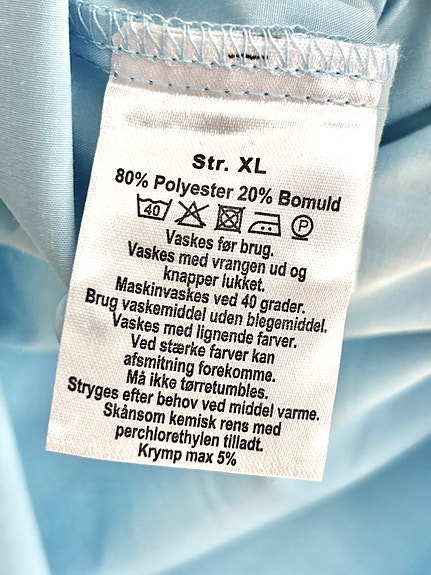 Str. XL
80% Polyester 20% Bomuld
40 P
Vaskes før brug.
Vaskes med vrangen ud og
knapper lukket.
Maskinvaskes ved 40 grader.
Brug vaskemiddel uden blegemiddel.
Vaskes med lignende farver.
Ved stærke farver kan
afsmitning forekomme.
Må ikke tørretumbles.
Stryges efter behov ved middel varme.
Skånsom kemisk rens med
perchlorethylen tilladt.
Krymp max 5%